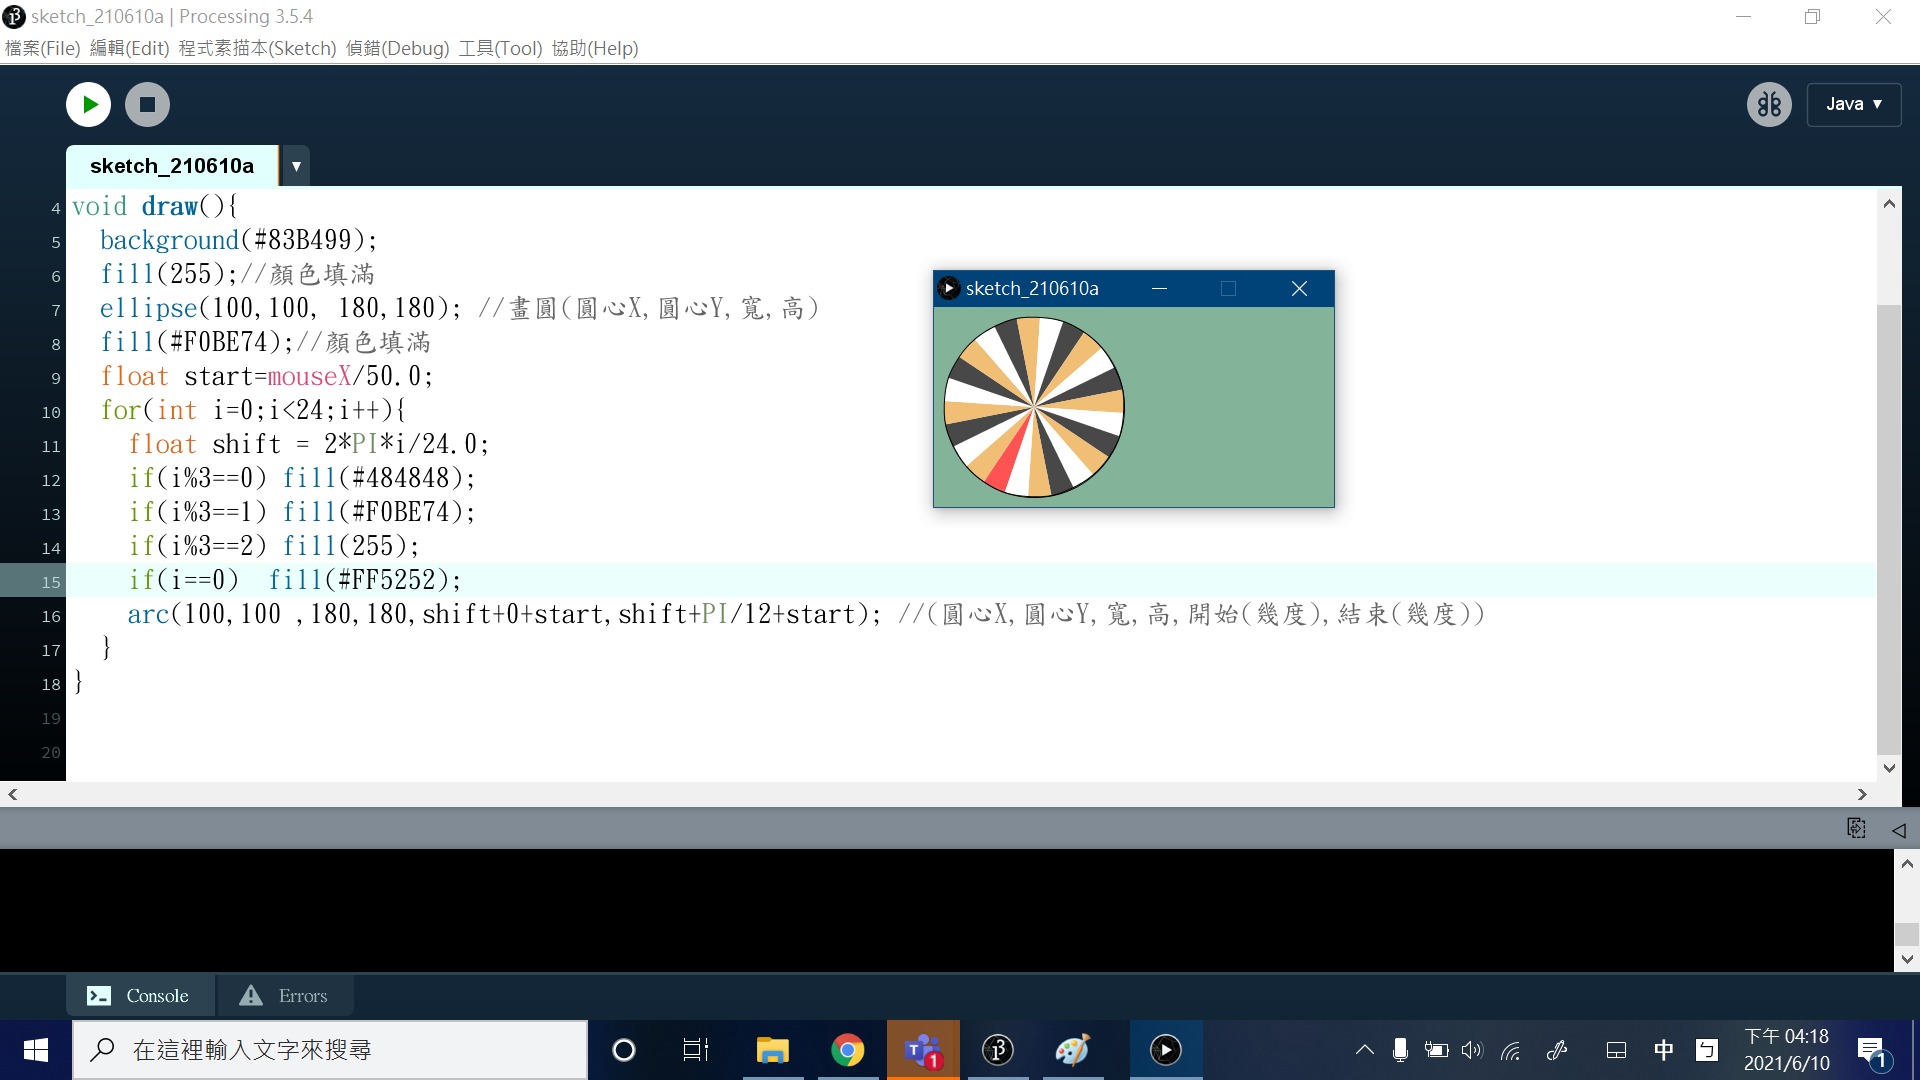 sketch_210610a | Processing 3.5.4
檔案(File) 編輯(Edit) 程式素描本(Sketch) 偵錯(Debug) 工具(Tool) 協助(Help)
Java ▼
sketch_210610a ▼
4 void draw(){
5 background(#83B499);
6 fill(255);//顏色填滿
7 ellipse(100,100, 180,180); //畫圓(圓心X,圓心Y,寬,高)
8 fill(#F0BE74);//顏色填滿
9 float start=mouseX/50.0;
10 for(int i=0;i<24;i++){
11 float shift = 2*PI*i/24.0;
12 if(i%3==0) fill(#484848);
13 if(i%3==1) fill(#F0BE74);
14 if(i%3==2) fill(255);
15 if(i==0)  fill(#FF5252);
16 arc(100,100 ,180,180,shift+0+start,shift+PI/12+start); //(圓心X,圓心Y,寬,高,開始(幾度),結束(幾度))
17 }
18 }
19
20
sketch_210610a
Console
Errors
在這裡輸入文字來搜尋
1
中
ㄅ
下午 04:18
2021/6/10
1